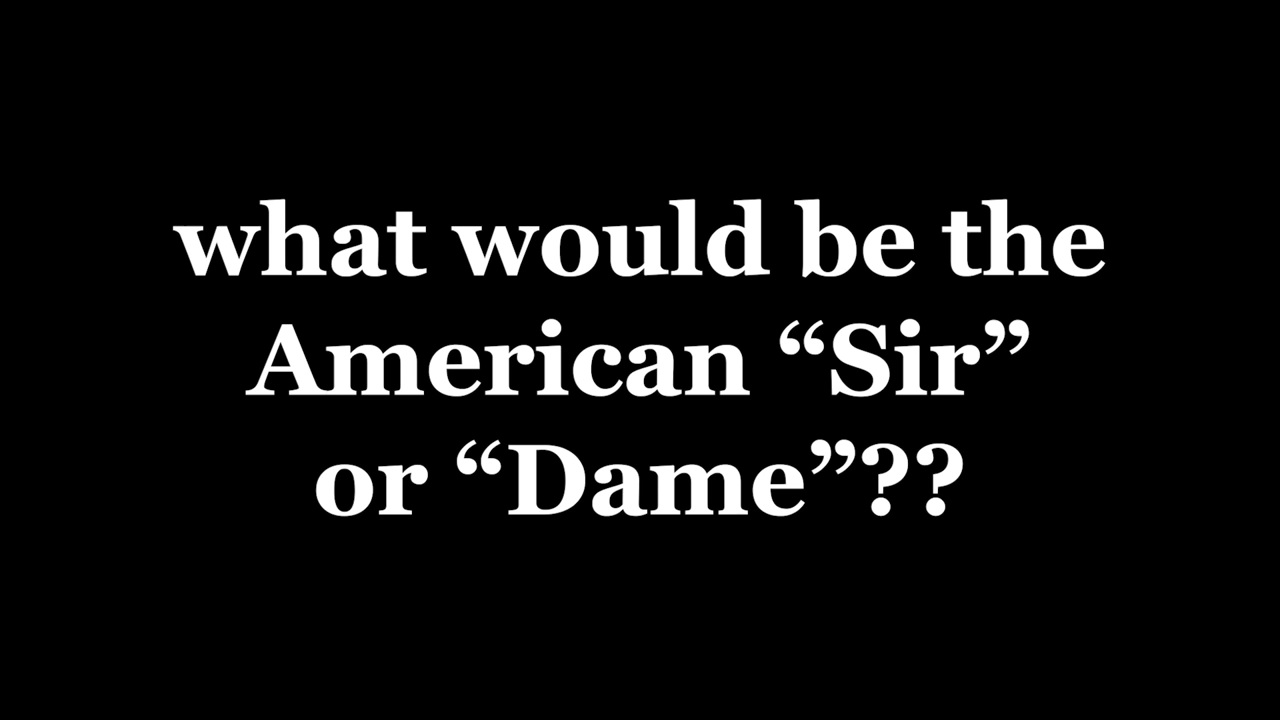 what would be the
American “Sir”
or “Dame”??